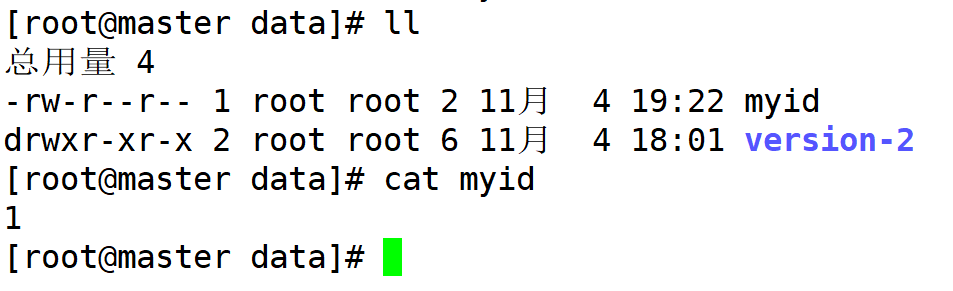 [root@master data]# ll
总用量 4
-rw-r--r-- 1 root root 2 11月  4 19:22 myid
drwxr-xr-x 2 root root 6 11月  4 18:01 version-2
[root@master data]# cat myid
1
[root@master data]#